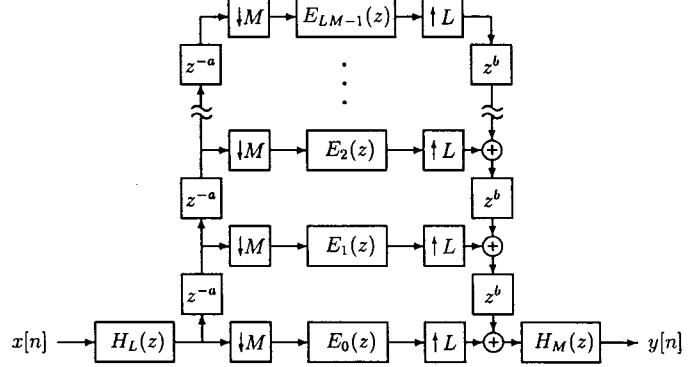 ↓M E_{LM−1}(z) ↑L
z^{−a} z^b
↓M E_2(z) ↑L +
z^{−a} z^b
↓M E_1(z) ↑L +
z^{−a} z^b
x[n] H_L(z) ↓M E_0(z) ↑L + H_M(z) y[n]